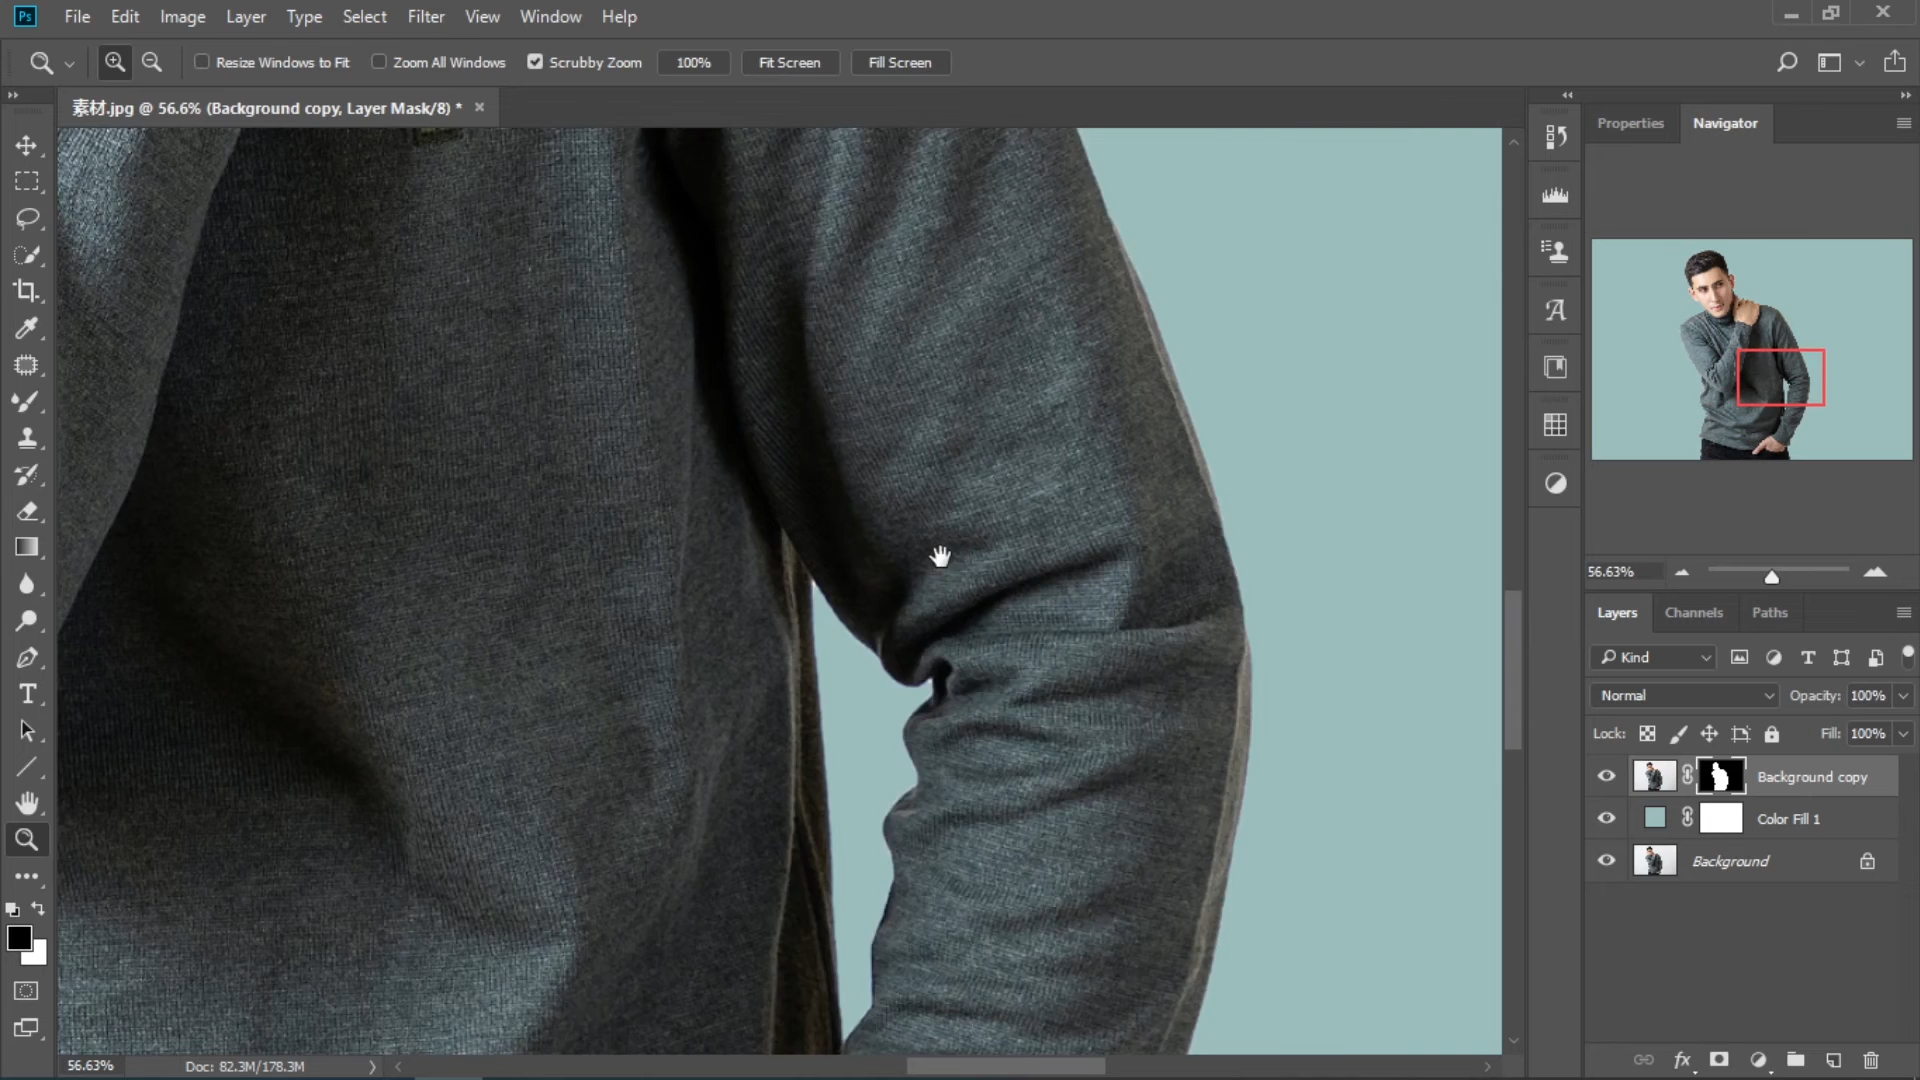 Ps File Edit Image Layer Type Select Filter View Window Help
Resize Windows to Fit Zoom All Windows Scrubby Zoom 100% Fit Screen Fill Screen
素材.jpg @ 56.6% (Background copy, Layer Mask/8) *
Properties Navigator
56.63%
Layers Channels Paths
Kind
Normal Opacity: 100%
Lock: Fill: 100%
Background copy
Color Fill 1
Background
fx
56.63% Doc: 82.3M/178.3M